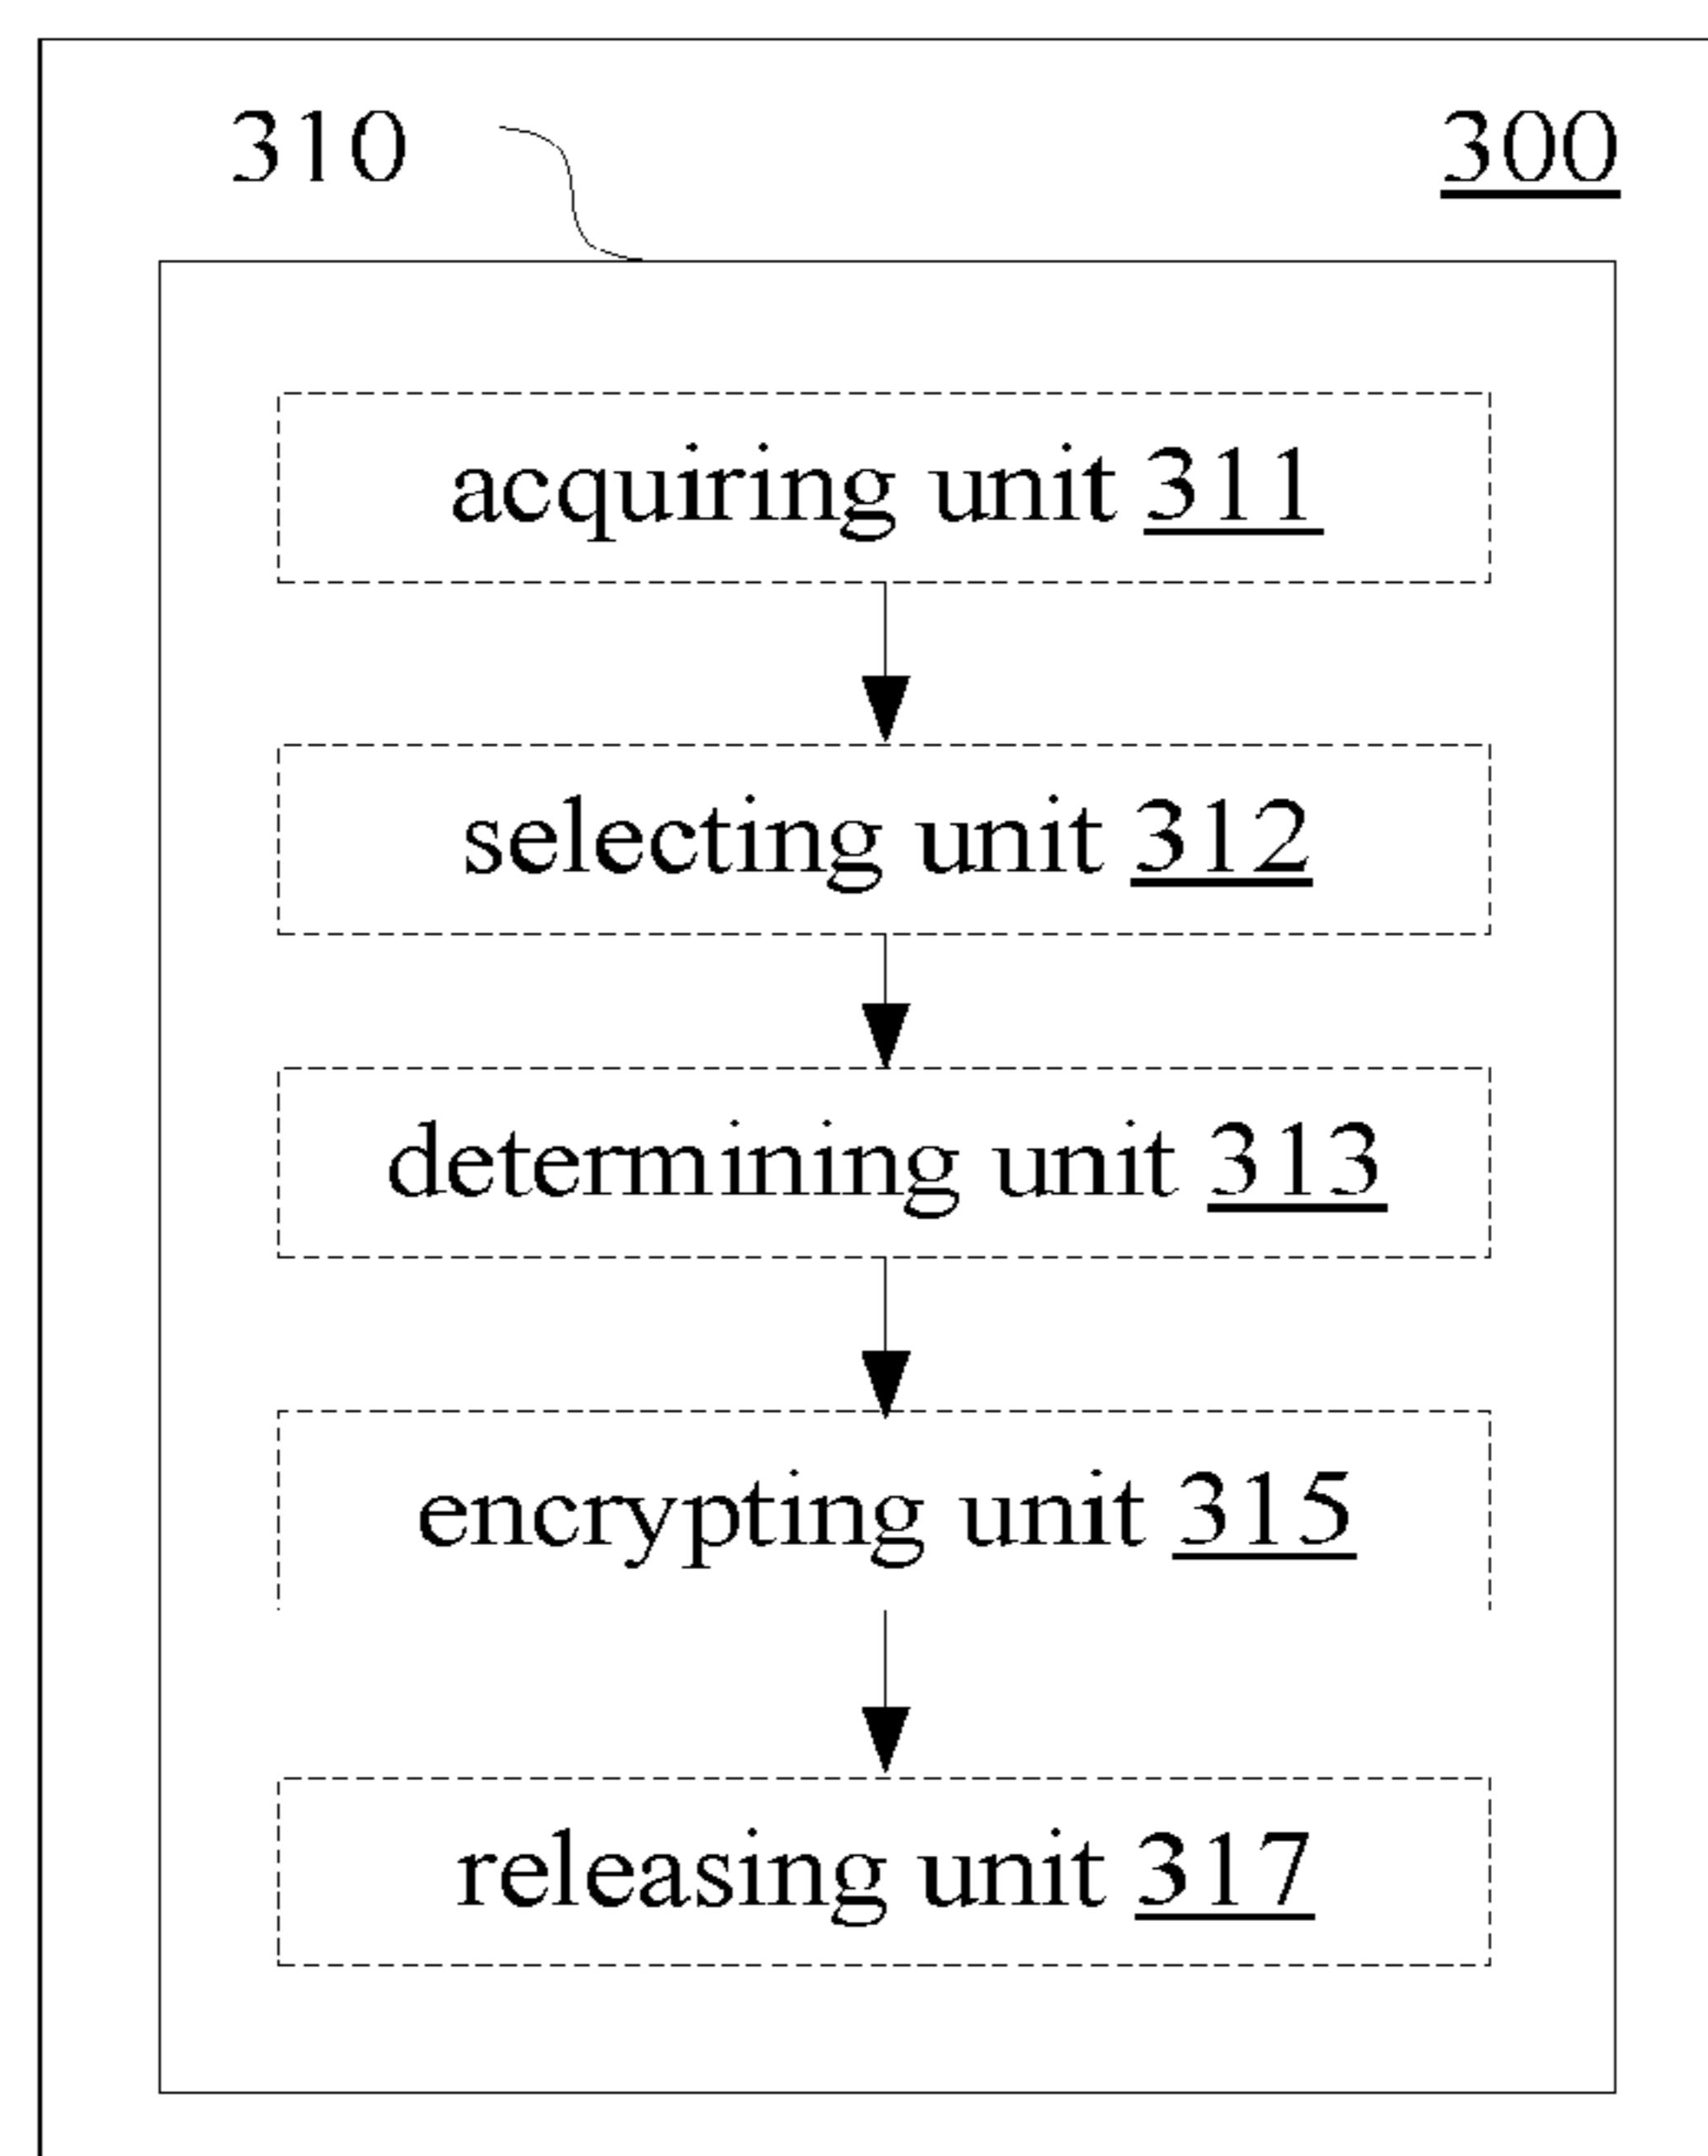 310 300
acquiring unit 311
selecting unit 312
determining unit 313
encrypting unit 315
releasing unit 317